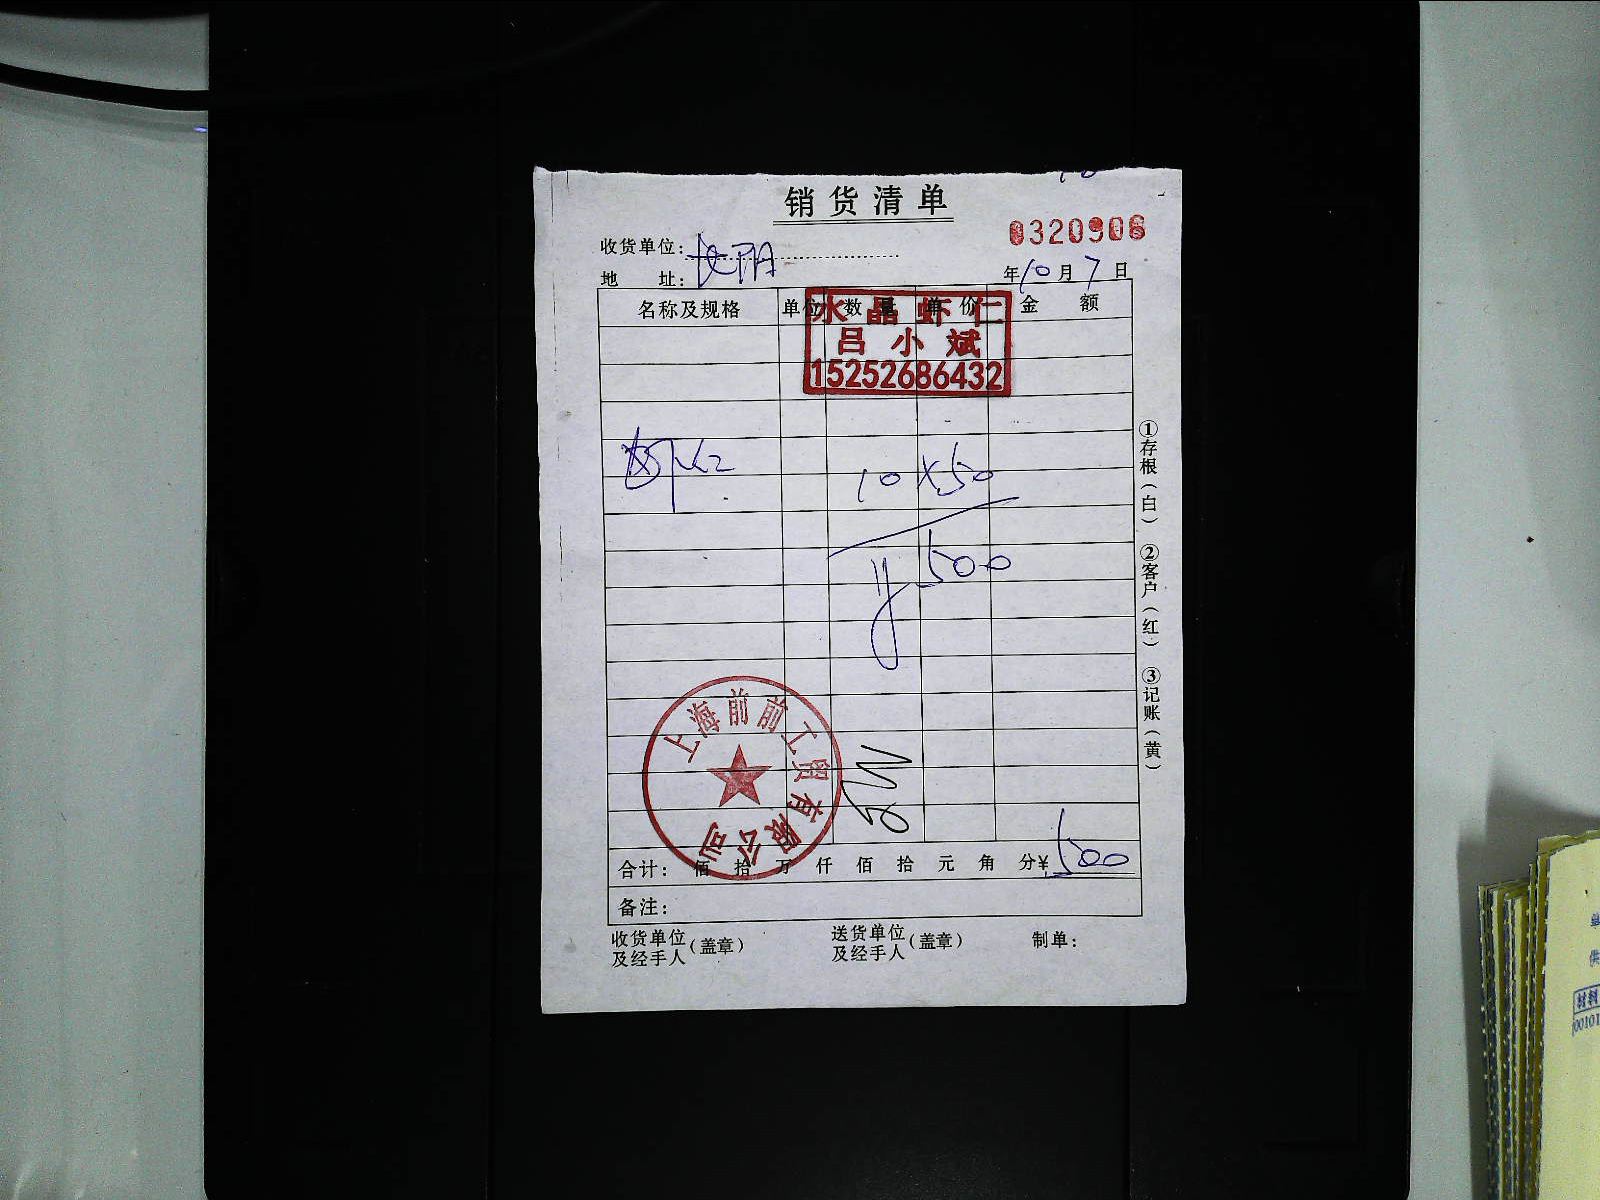 销货清单
0320906
收货单位：
地 址：
年10月7日
名称及规格 单位 数量 单价 金额
水晶虾仁
吕小斌
15252686432
虾仁 10×50
¥500
上海前前工贸有限公司
合计： 佰 拾 万 仟 佰 拾 元 角 分¥500
备注：
收货单位及经手人（盖章） 送货单位及经手人（盖章） 制单：
①存根（白） ②客户（红） ③记账（黄）
材料